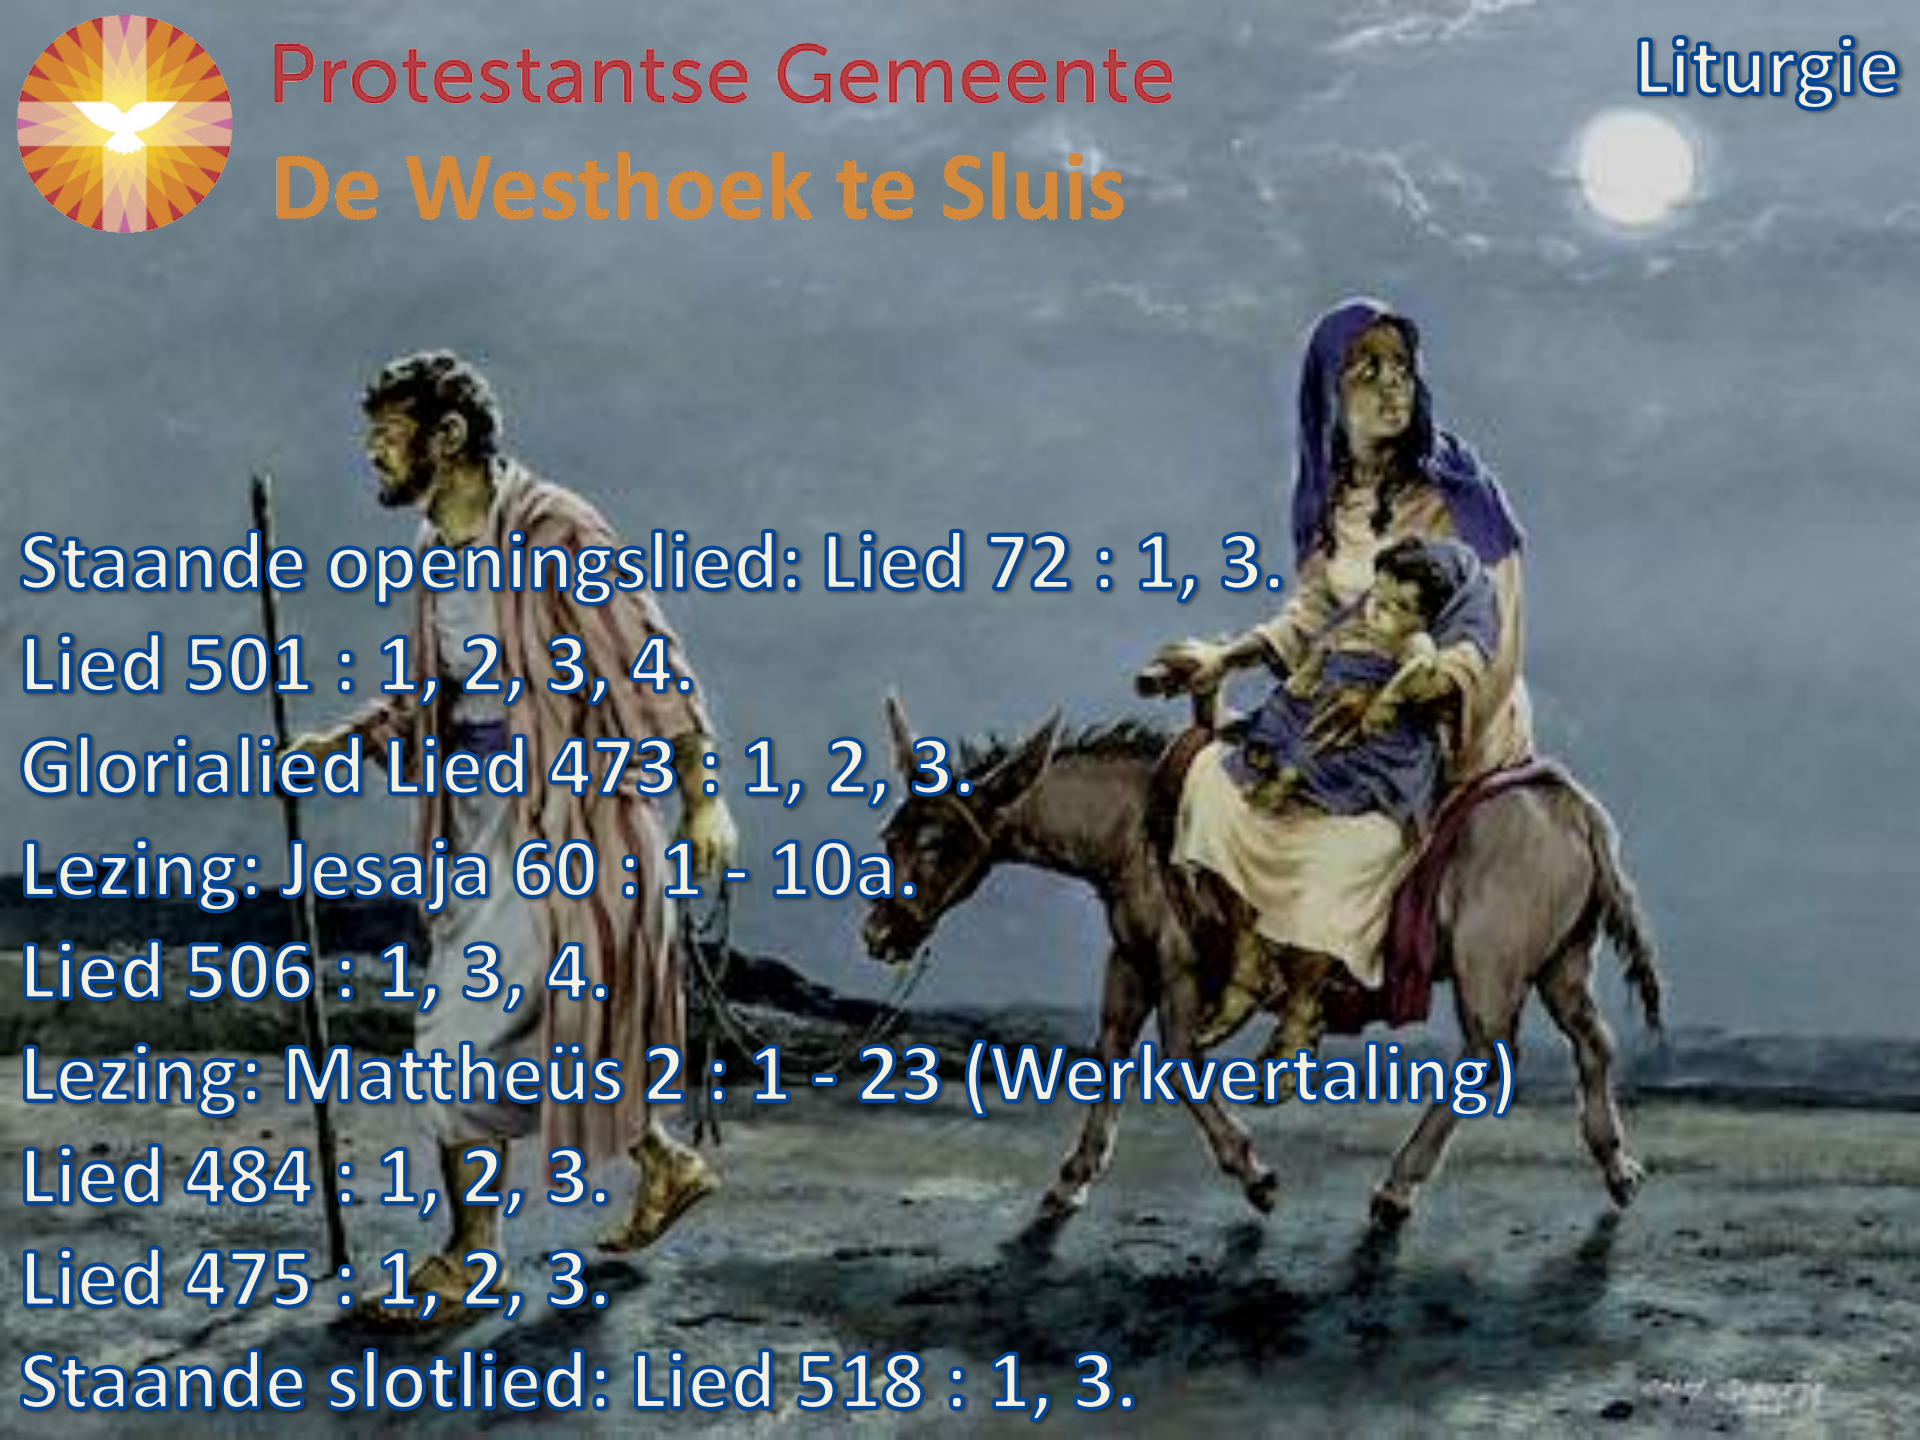 Protestantse Gemeente
De Westhoek te Sluis
Liturgie
Staande openingslied: Lied 72 : 1, 3.
Lied 501 : 1, 2, 3, 4.
Glorialied Lied 473 : 1, 2, 3.
Lezing: Jesaja 60 : 1 - 10a.
Lied 506 : 1, 3, 4.
Lezing: Mattheüs 2 : 1 - 23 (Werkvertaling)
Lied 484 : 1, 2, 3.
Lied 475 : 1, 2, 3.
Staande slotlied: Lied 518 : 1, 3.